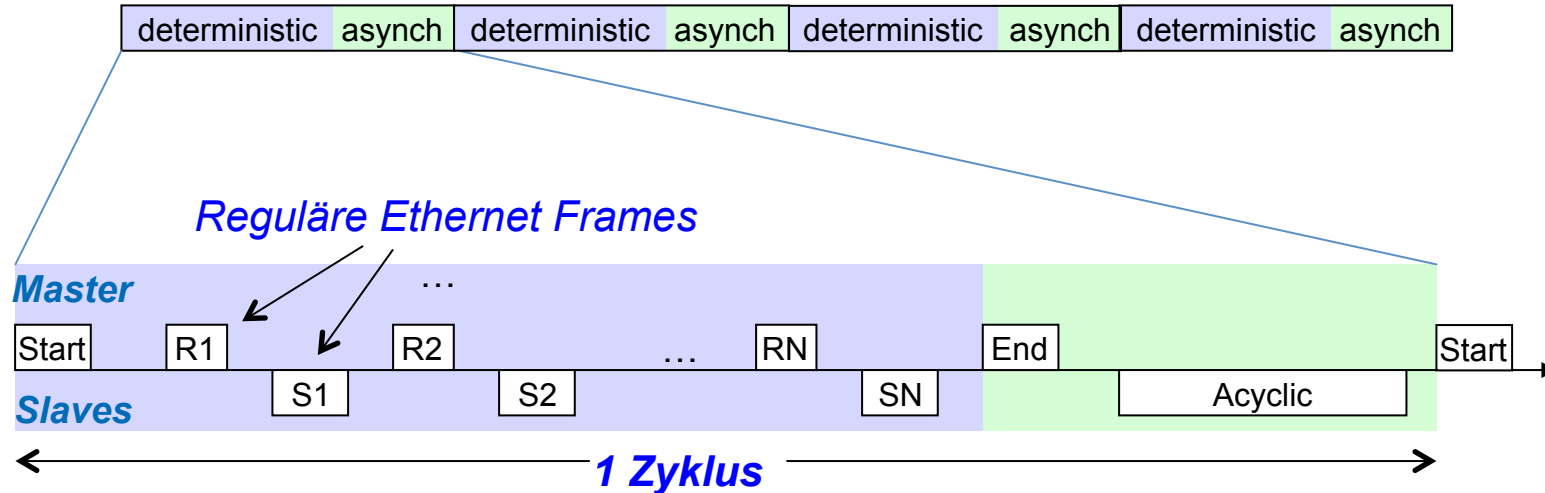 deterministic asynch deterministic asynch deterministic asynch deterministic asynch
Reguläre Ethernet Frames
Master
...
Start R1 R2 ... RN End Start
S1 S2 SN Acyclic
Slaves
1 Zyklus